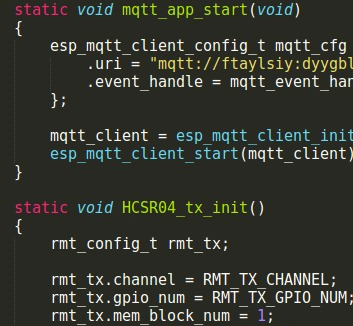 static void mqtt_app_start(void)
{
esp_mqtt_client_config_t mqtt_cfg
.uri = "mqtt://ftaylsiy:dyygbl
.event_handle = mqtt_event_han
};
mqtt_client = esp_mqtt_client_init
esp_mqtt_client_start(mqtt_client)
}
static void HCSR04_tx_init()
{
rmt_config_t rmt_tx;
rmt_tx.channel = RMT_TX_CHANNEL;
rmt_tx.gpio_num = RMT_TX_GPIO_NUM;
rmt_tx.mem_block_num = 1;